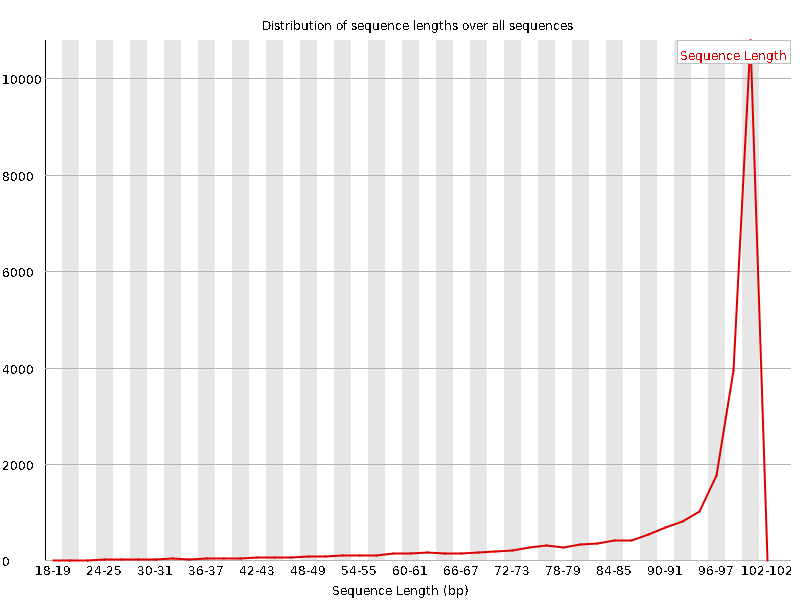 Distribution of sequence lengths over all sequences
Sequence Length
10000
8000
6000
4000
2000
0
18-19 24-25 30-31 36-37 42-43 48-49 54-55 60-61 66-67 72-73 78-79 84-85 90-91 96-97 102-102
Sequence Length (bp)